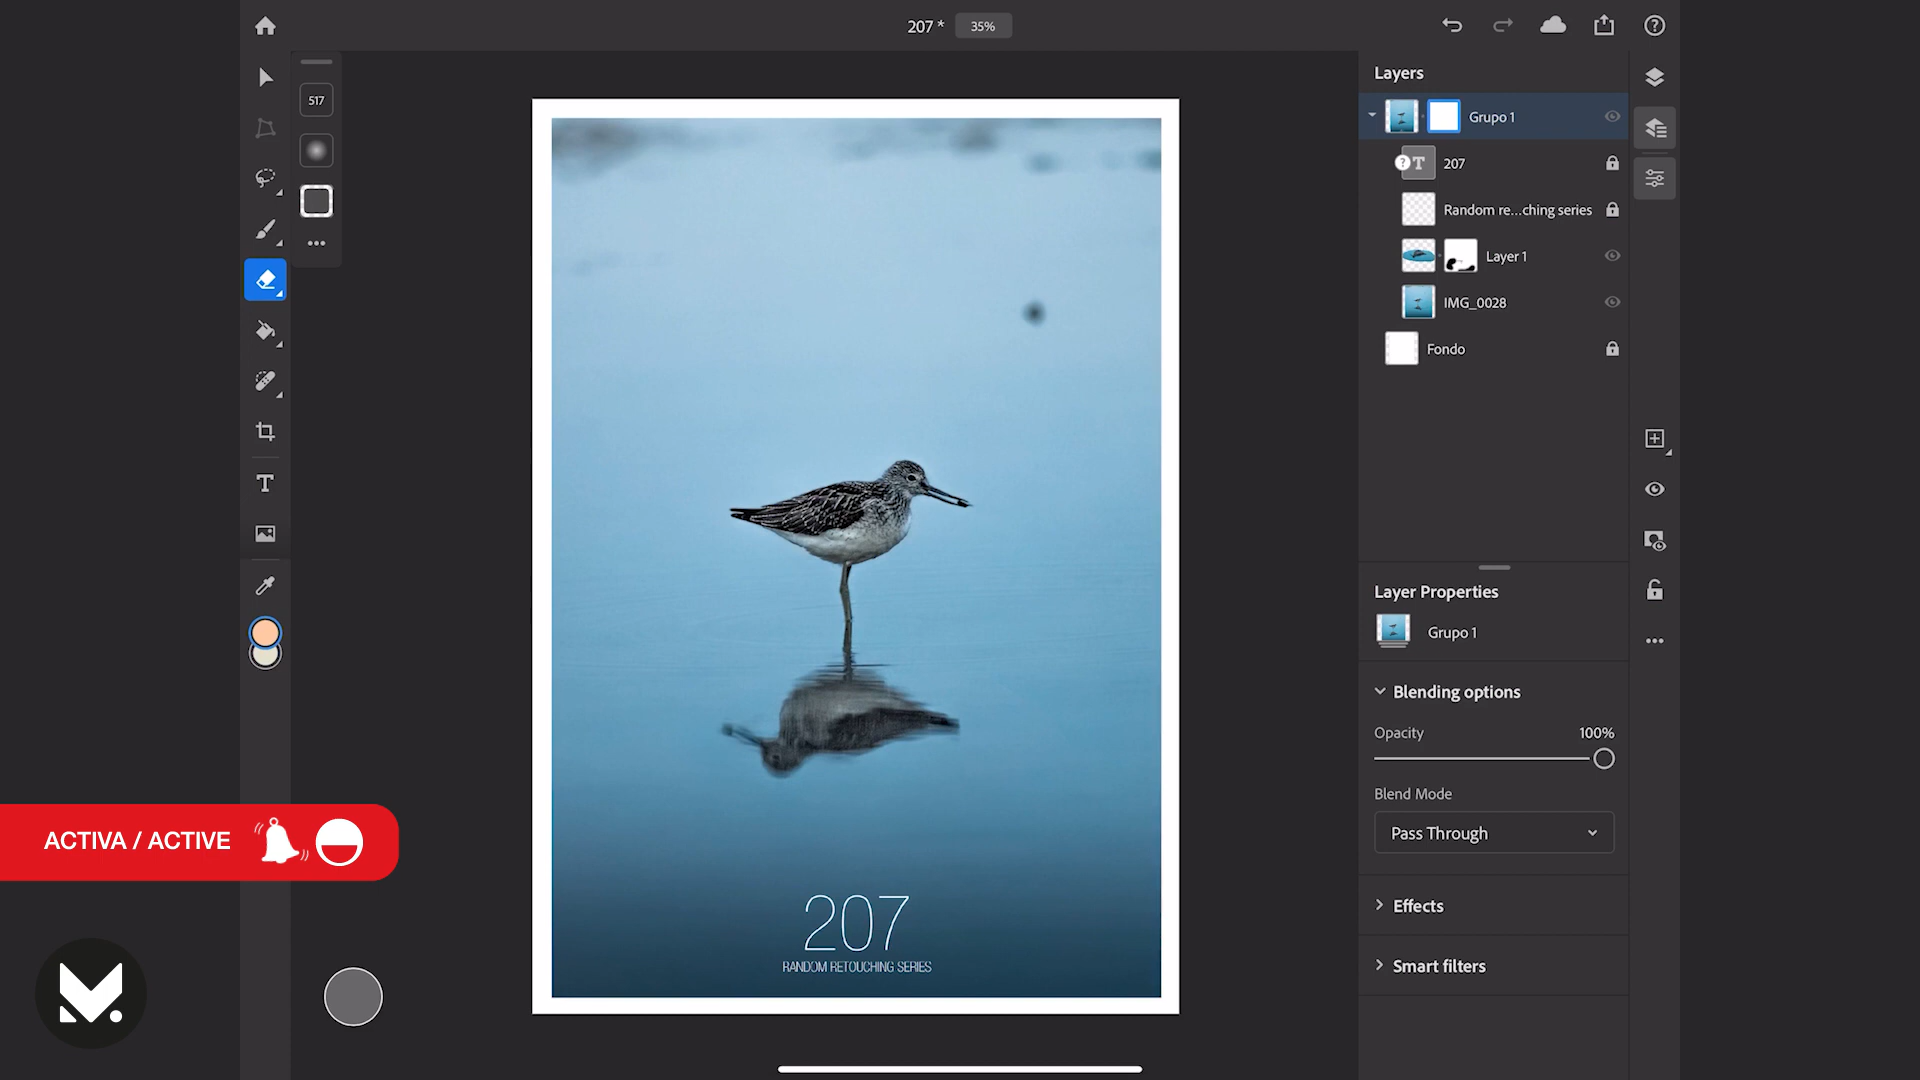 207 *
35%
517
Layers
Grupo 1
207
Random re...ching series
Layer 1
IMG_0028
Fondo
Layer Properties
Grupo 1
Blending options
Opacity
100%
Blend Mode
Pass Through
Effects
Smart filters
ACTIVA / ACTIVE
207
RANDOM RETOUCHING SERIES